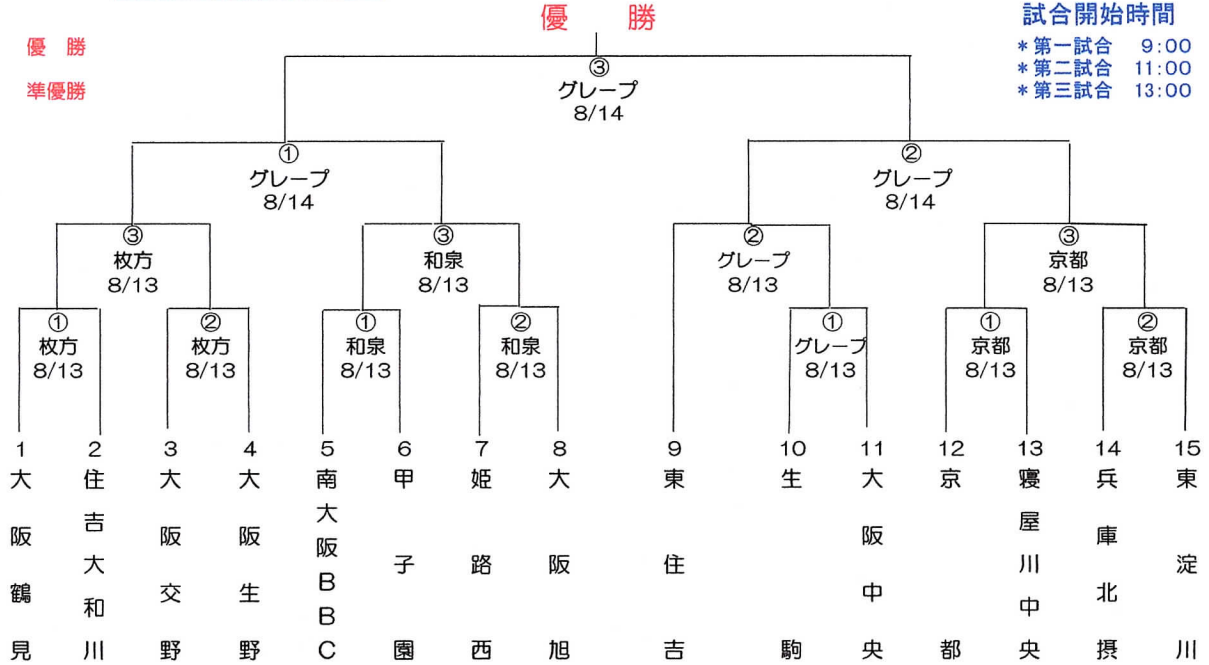 優 勝
試合開始時間
優 勝
*第一試合 9:00
*第二試合 11:00
準優勝
*第三試合 13:00
③
グレープ
8/14
①
グレープ
8/14
②
グレープ
8/14
③
枚方
8/13
③
和泉
8/13
②
グレープ
8/13
③
京都
8/13
①
枚方
8/13
②
枚方
8/13
①
和泉
8/13
②
和泉
8/13
①
グレープ
8/13
①
京都
8/13
②
京都
8/13
1
大阪鶴見
2
住吉大和川
3
大阪交野
4
大阪生野
5
南大阪BBC
6
甲子園
7
姫路西
8
大阪旭
9
東住吉
10
生駒
11
大阪中央
12
京都
13
寝屋川中央
14
兵庫北摂
15
東淀川